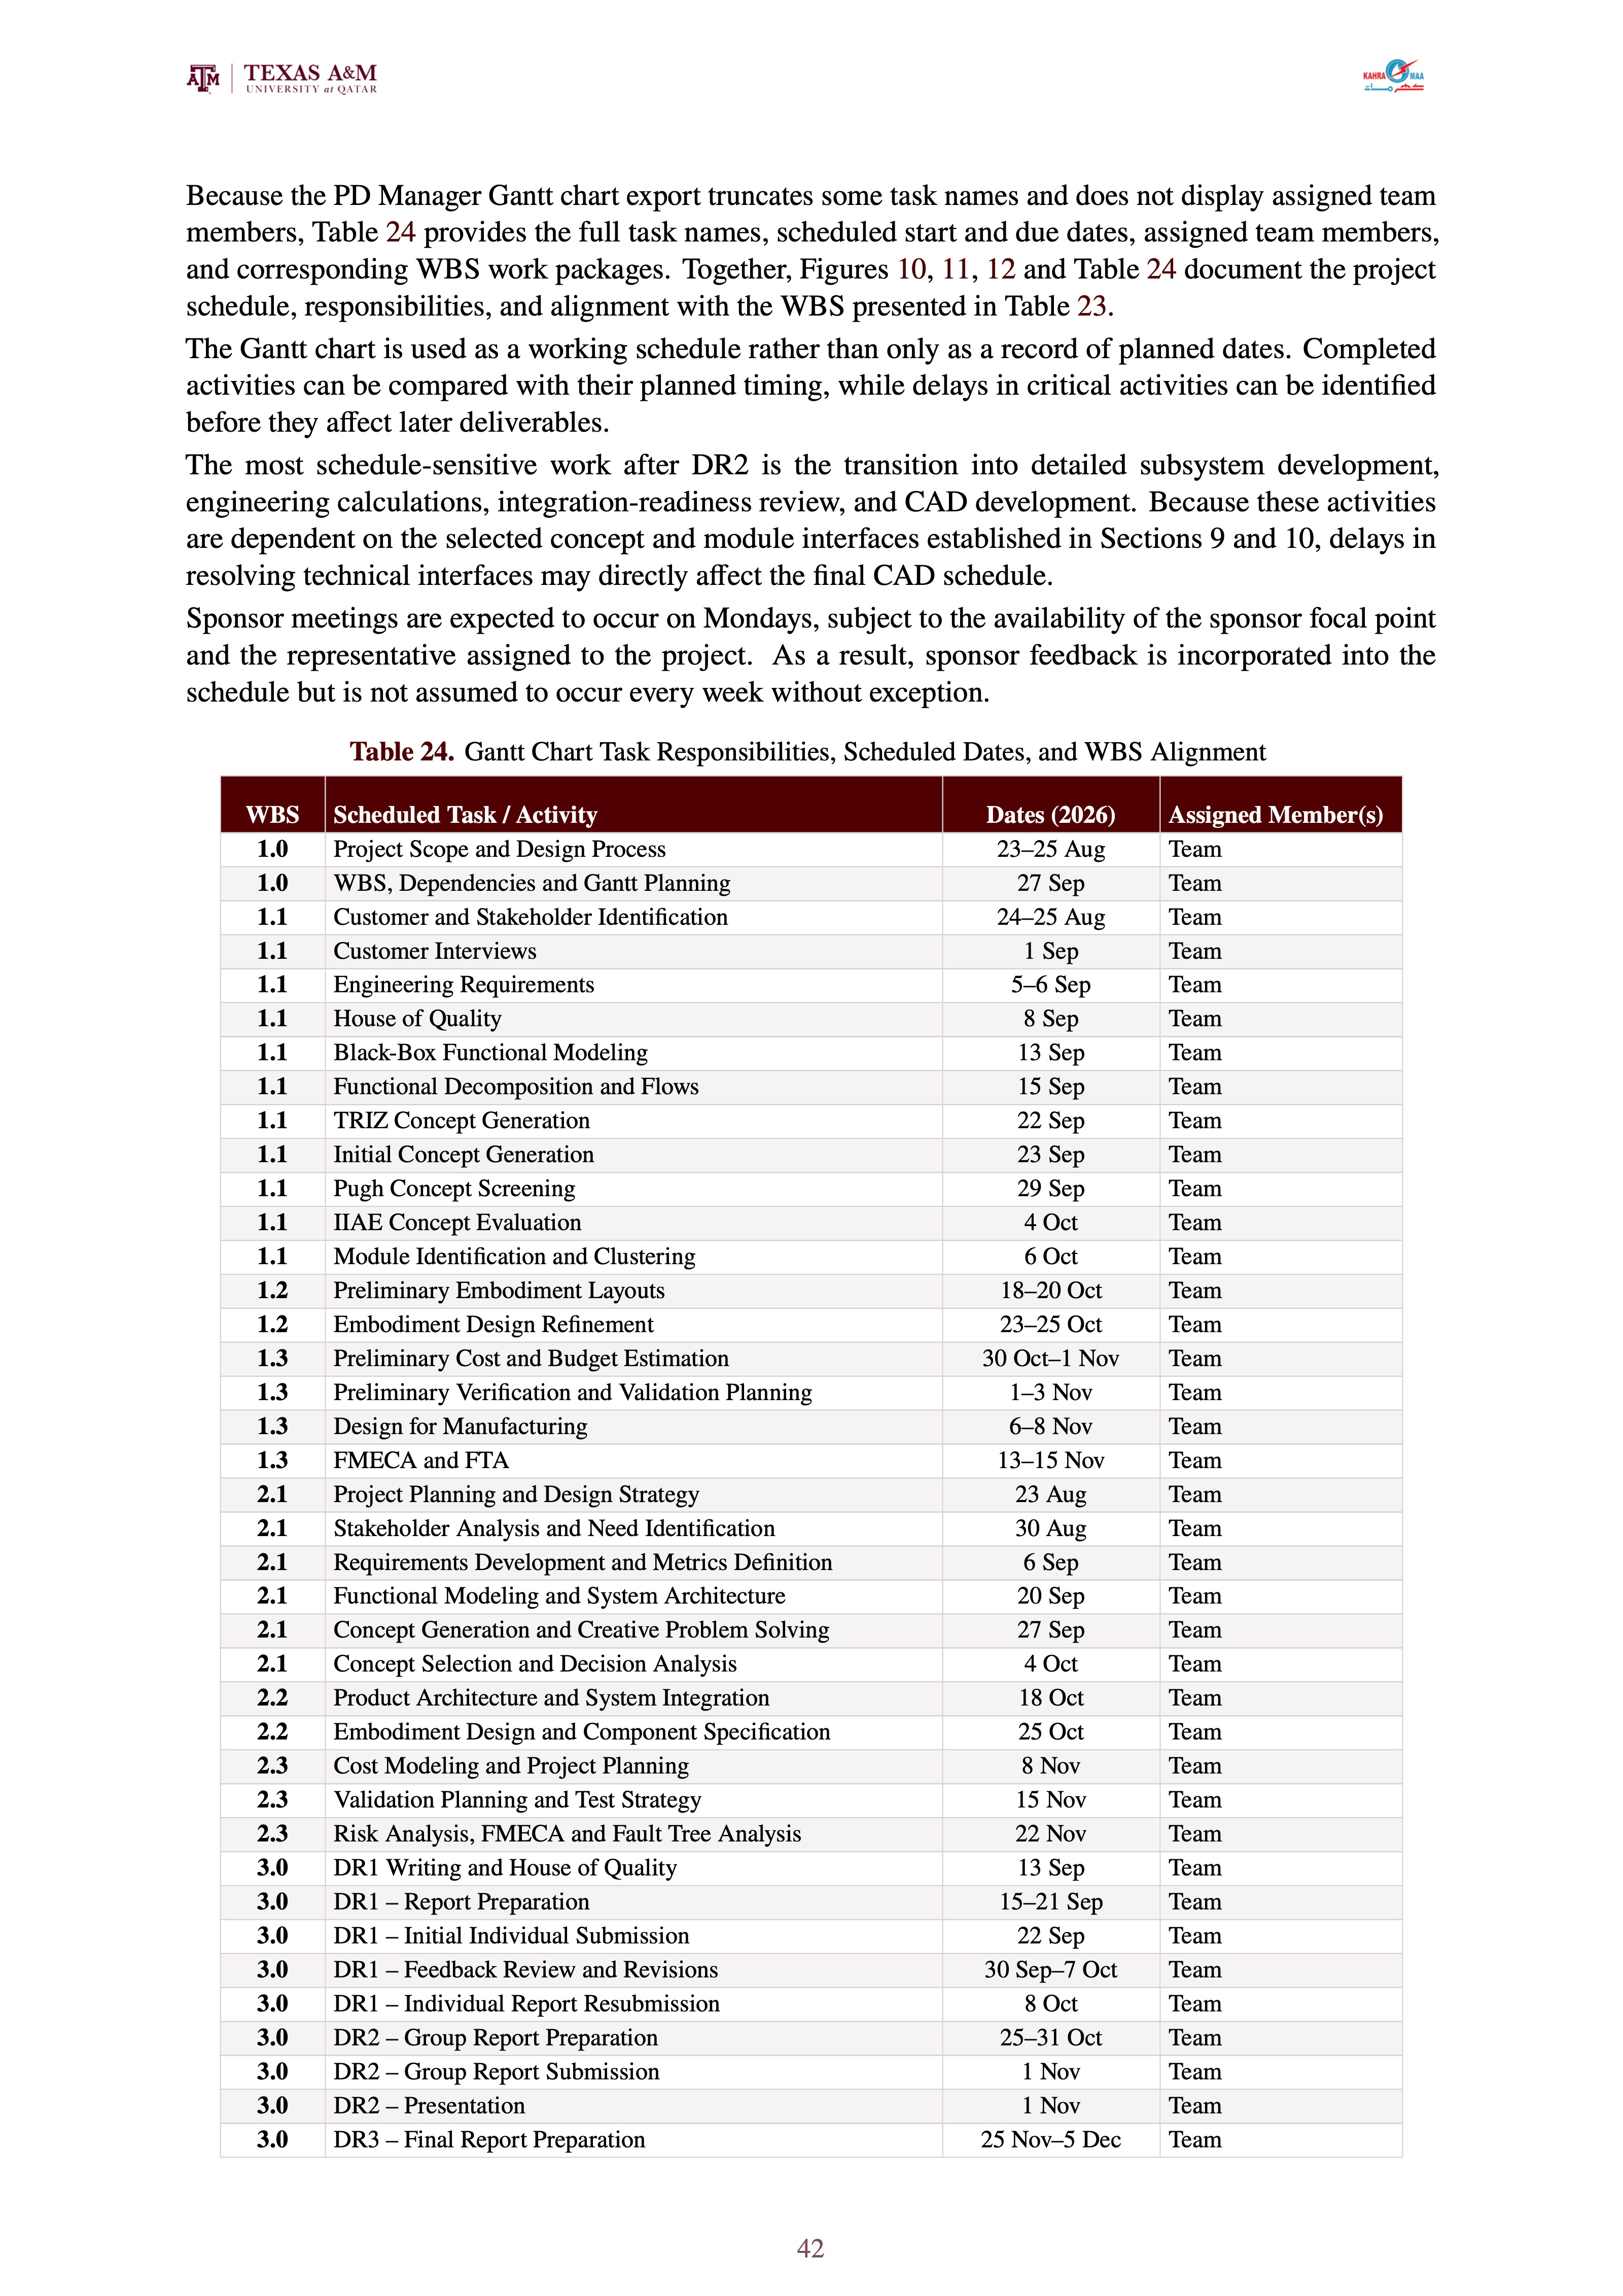 TEXAS A&M
UNIVERSITY at QATAR
KAHRA MAA
كهرماء
Because the PD Manager Gantt chart export truncates some task names and does not display assigned team
members, Table 24 provides the full task names, scheduled start and due dates, assigned team members,
and corresponding WBS work packages. Together, Figures 10, 11, 12 and Table 24 document the project
schedule, responsibilities, and alignment with the WBS presented in Table 23.
The Gantt chart is used as a working schedule rather than only as a record of planned dates. Completed
activities can be compared with their planned timing, while delays in critical activities can be identified
before they affect later deliverables.
The most schedule-sensitive work after DR2 is the transition into detailed subsystem development,
engineering calculations, integration-readiness review, and CAD development. Because these activities
are dependent on the selected concept and module interfaces established in Sections 9 and 10, delays in
resolving technical interfaces may directly affect the final CAD schedule.
Sponsor meetings are expected to occur on Mondays, subject to the availability of the sponsor focal point
and the representative assigned to the project. As a result, sponsor feedback is incorporated into the
schedule but is not assumed to occur every week without exception.
Table 24. Gantt Chart Task Responsibilities, Scheduled Dates, and WBS Alignment
WBS Scheduled Task / Activity Dates (2026) Assigned Member(s)
1.0 Project Scope and Design Process 23–25 Aug Team
1.0 WBS, Dependencies and Gantt Planning 27 Sep Team
1.1 Customer and Stakeholder Identification 24–25 Aug Team
1.1 Customer Interviews 1 Sep Team
1.1 Engineering Requirements 5–6 Sep Team
1.1 House of Quality 8 Sep Team
1.1 Black-Box Functional Modeling 13 Sep Team
1.1 Functional Decomposition and Flows 15 Sep Team
1.1 TRIZ Concept Generation 22 Sep Team
1.1 Initial Concept Generation 23 Sep Team
1.1 Pugh Concept Screening 29 Sep Team
1.1 IIAE Concept Evaluation 4 Oct Team
1.1 Module Identification and Clustering 6 Oct Team
1.2 Preliminary Embodiment Layouts 18–20 Oct Team
1.2 Embodiment Design Refinement 23–25 Oct Team
1.3 Preliminary Cost and Budget Estimation 30 Oct–1 Nov Team
1.3 Preliminary Verification and Validation Planning 1–3 Nov Team
1.3 Design for Manufacturing 6–8 Nov Team
1.3 FMECA and FTA 13–15 Nov Team
2.1 Project Planning and Design Strategy 23 Aug Team
2.1 Stakeholder Analysis and Need Identification 30 Aug Team
2.1 Requirements Development and Metrics Definition 6 Sep Team
2.1 Functional Modeling and System Architecture 20 Sep Team
2.1 Concept Generation and Creative Problem Solving 27 Sep Team
2.1 Concept Selection and Decision Analysis 4 Oct Team
2.2 Product Architecture and System Integration 18 Oct Team
2.2 Embodiment Design and Component Specification 25 Oct Team
2.3 Cost Modeling and Project Planning 8 Nov Team
2.3 Validation Planning and Test Strategy 15 Nov Team
2.3 Risk Analysis, FMECA and Fault Tree Analysis 22 Nov Team
3.0 DR1 Writing and House of Quality 13 Sep Team
3.0 DR1 – Report Preparation 15–21 Sep Team
3.0 DR1 – Initial Individual Submission 22 Sep Team
3.0 DR1 – Feedback Review and Revisions 30 Sep–7 Oct Team
3.0 DR1 – Individual Report Resubmission 8 Oct Team
3.0 DR2 – Group Report Preparation 25–31 Oct Team
3.0 DR2 – Group Report Submission 1 Nov Team
3.0 DR2 – Presentation 1 Nov Team
3.0 DR3 – Final Report Preparation 25 Nov–5 Dec Team
42